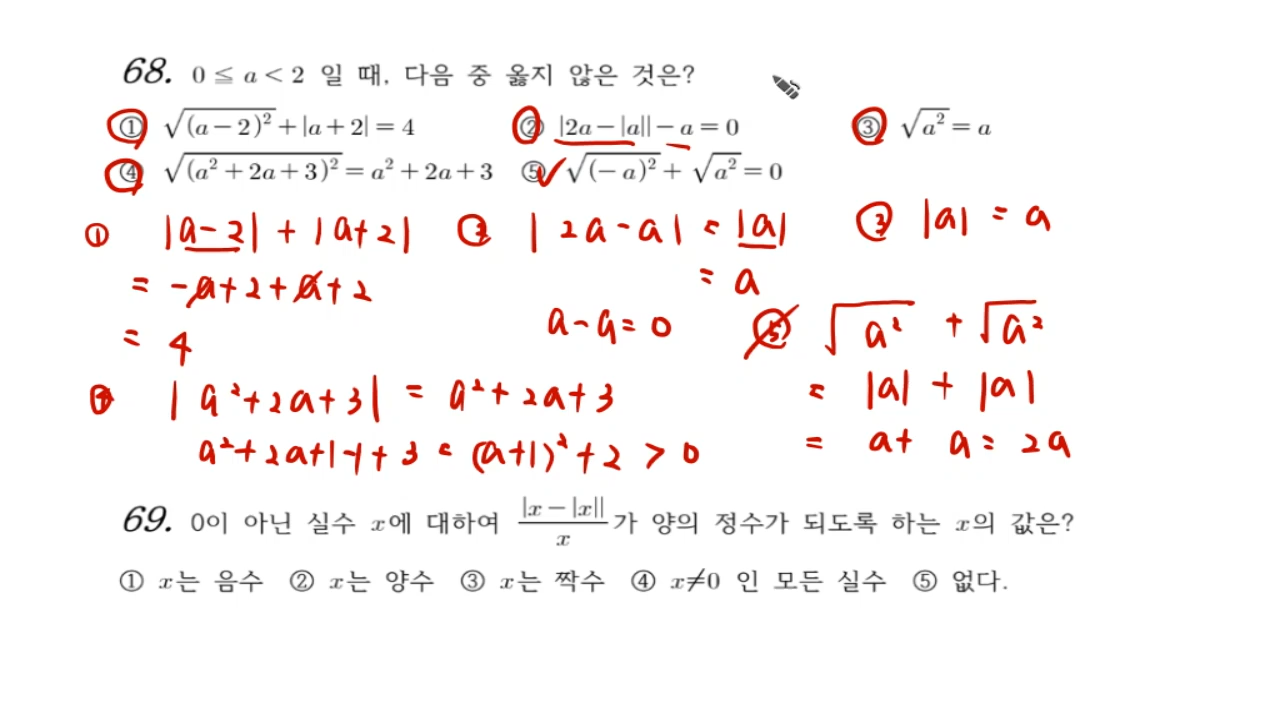 68. 0 ≤ a < 2 일 때, 다음 중 옳지 않은 것은?
① √(a−2)² + |a+2| = 4 ② |2a−|a||−a = 0 ③ √a² = a
④ √(a²+2a+3)² = a²+2a+3 ⑤ √(−a)² + √a² = 0
① |a−2| + |a+2| ② |2a−a| = |a| ③ |a| = a
= −a+2+a+2 = a
a−a=0 ⑤ √a² + √a²
= 4
④ |a²+2a+3| = a²+2a+3 = |a| + |a|
a²+2a+1−1+3 = (a+1)²+2 > 0 = a+ a = 2a
69. 0이 아닌 실수 x에 대하여 |x−|x||/x 가 양의 정수가 되도록 하는 x의 값은?
① x는 음수 ② x는 양수 ③ x는 짝수 ④ x≠0 인 모든 실수 ⑤ 없다.